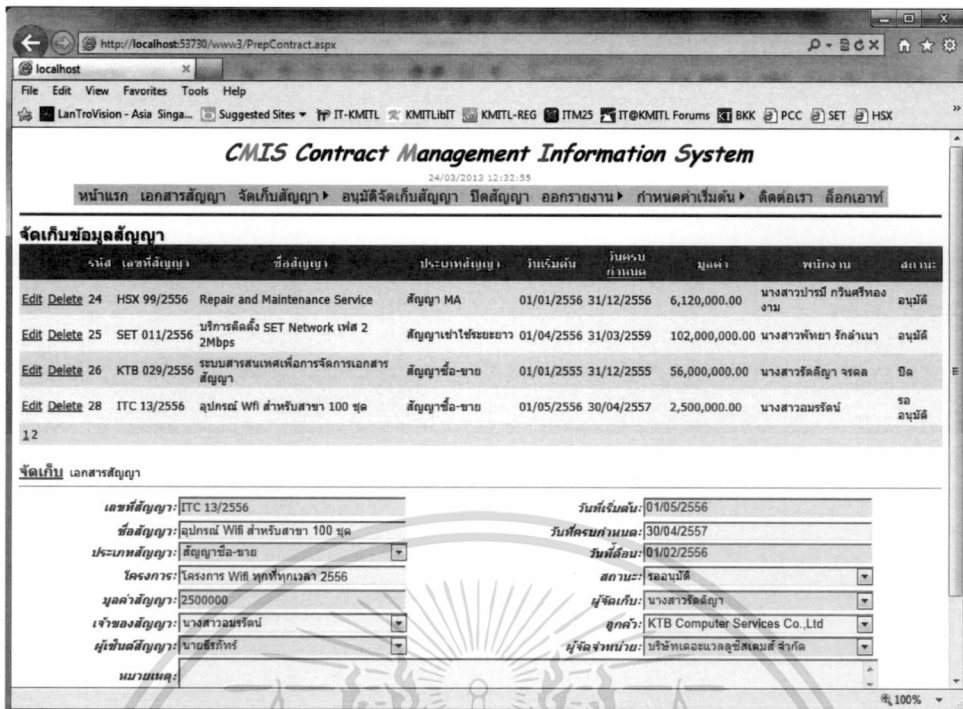 http://localhost:53730/www3/PrepContract.aspx
localhost
File Edit View Favorites Tools Help
LanTroVision - Asia Singa... Suggested Sites IT-KMITL KMITLibIT KMITL-REG ITM25 IT@KMITL Forums BKK PCC SET HSX
CMIS Contract Management Information System
24/03/2013 12:32:55
หน้าแรก เอกสารสัญญา จัดเก็บสัญญา อนุมัติจัดเก็บสัญญา ปิดสัญญา ออกรายงาน กำหนดค่าเริ่มต้น ติดต่อเรา ล็อกเอาท์
จัดเก็บข้อมูลสัญญา
รหัส เลขที่สัญญา ชื่อสัญญา ประเภทสัญญา วันเริ่มต้น วันครบกำหนด มูลค่า พนักงาน สถานะ
Edit Delete 24 HSX 99/2556 Repair and Maintenance Service สัญญา MA 01/01/2556 31/12/2556 6,120,000.00 นางสาวปารมี กวินศรีทองงาม อนุมัติ
Edit Delete 25 SET 011/2556 บริการติดตั้ง SET Network เฟส 2 2Mbps สัญญาเช่าใช้ระยะยาว 01/04/2556 31/03/2559 102,000,000.00 นางสาวพัทยา รักลำเนา อนุมัติ
Edit Delete 26 KTB 029/2556 ระบบสารสนเทศเพื่อการจัดการเอกสารสัญญา สัญญาซื้อ-ขาย 01/01/2555 31/12/2555 56,000,000.00 นางสาวรัตติญา จรดล ปิด
Edit Delete 28 ITC 13/2556 อุปกรณ์ Wifi สำหรับสาขา 100 ชุด สัญญาซื้อ-ขาย 01/05/2556 30/04/2557 2,500,000.00 นางสาวอมรรัตน์ รออนุมัติ
12
จัดเก็บ เอกสารสัญญา
เลขที่สัญญา: ITC 13/2556 วันที่เริ่มต้น: 01/05/2556
ชื่อสัญญา: อุปกรณ์ Wifi สำหรับสาขา 100 ชุด วันที่ครบกำหนด: 30/04/2557
ประเภทสัญญา: สัญญาซื้อ-ขาย วันที่เตือน: 01/02/2556
โครงการ: โครงการ Wifi ทุกที่ทุกเวลา 2556 สถานะ: รออนุมัติ
มูลค่าสัญญา: 2500000 ผู้จัดเก็บ: นางสาวรัตติญา
เจ้าของสัญญา: นางสาวอมรรัตน์ ลูกค้า: KTB Computer Services Co.,Ltd
ผู้เซ็นต์สัญญา: นายธีรภัทร์ ผู้จัดจำหน่าย: บริษัทเดอะแวลลูซิสเตมส์ จำกัด
หมายเหตุ:
100%